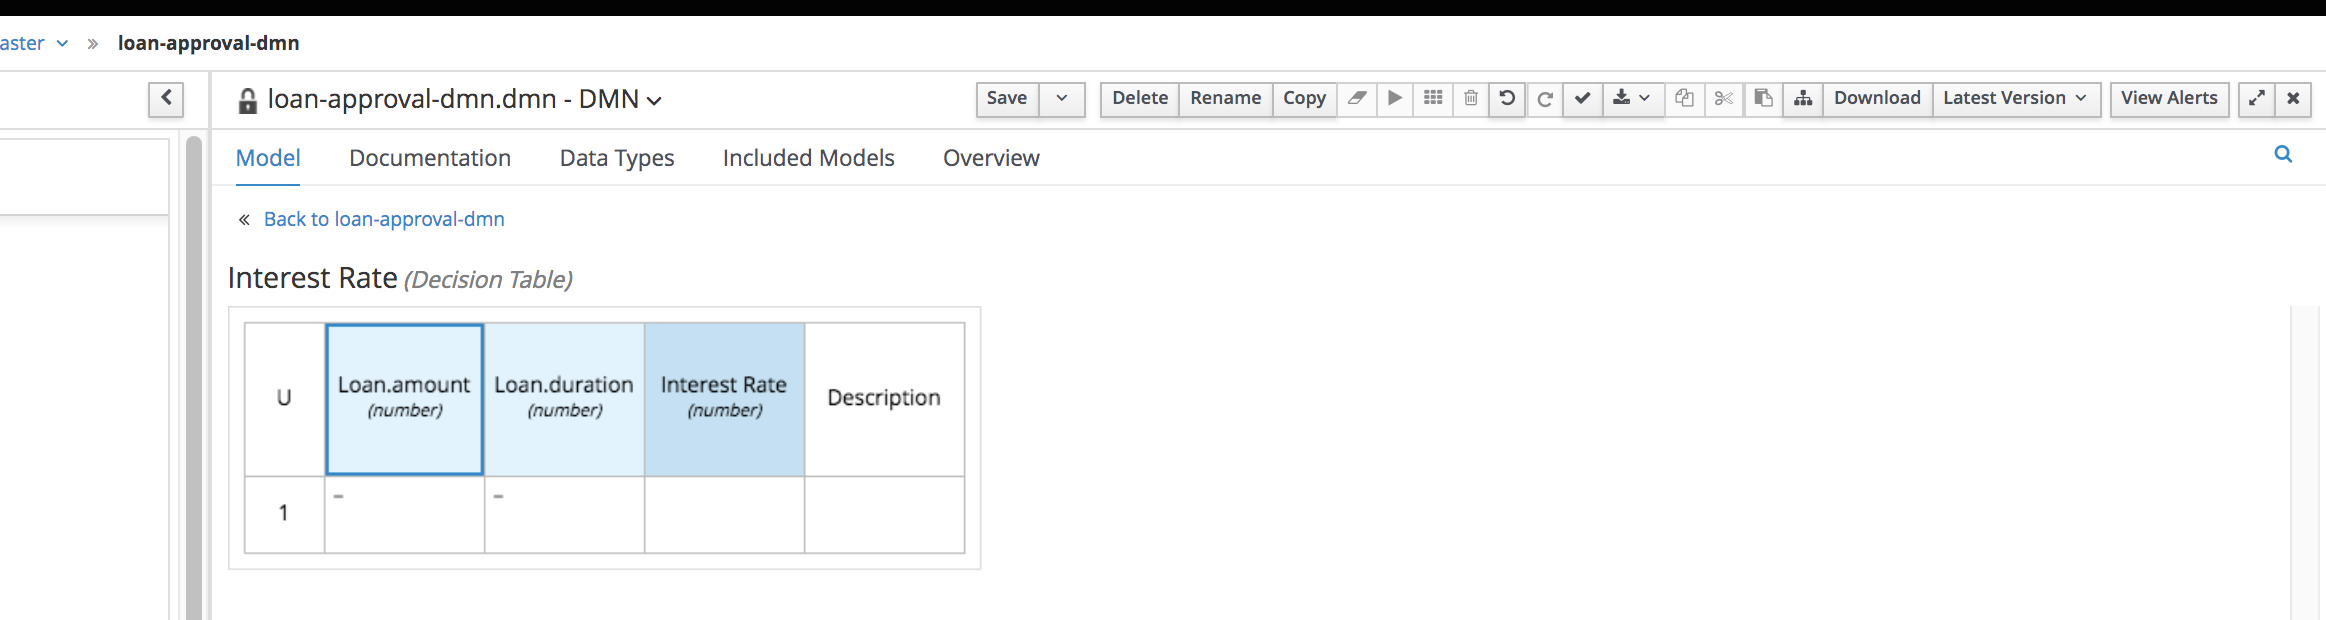 aster » loan-approval-dmn
loan-approval-dmn.dmn - DMN
Save Delete Rename Copy Download Latest Version View Alerts
Model Documentation Data Types Included Models Overview
« Back to loan-approval-dmn
Interest Rate (Decision Table)
U Loan.amount (number) Loan.duration (number) Interest Rate (number) Description
1 - -